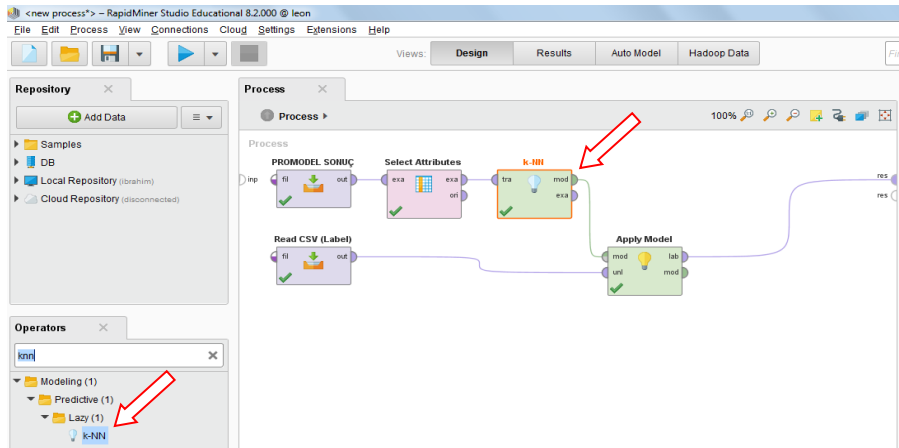 <new process*> – RapidMiner Studio Educational 8.2.000 @ leon
File Edit Process View Connections Cloud Settings Extensions Help
Views: Design Results Auto Model Hadoop Data
Repository
Process
Add Data
Process
100%
Samples
DB
Local Repository (ibrahim)
Cloud Repository (disconnected)
Process
PROMODEL SONUÇ
Select Attributes
k-NN
inp
fil out
exa exa
ori
tra mod
exa
res
res
Read CSV (Label)
fil out
Apply Model
mod lab
unl mod
Operators
knn
Modeling (1)
Predictive (1)
Lazy (1)
k-NN